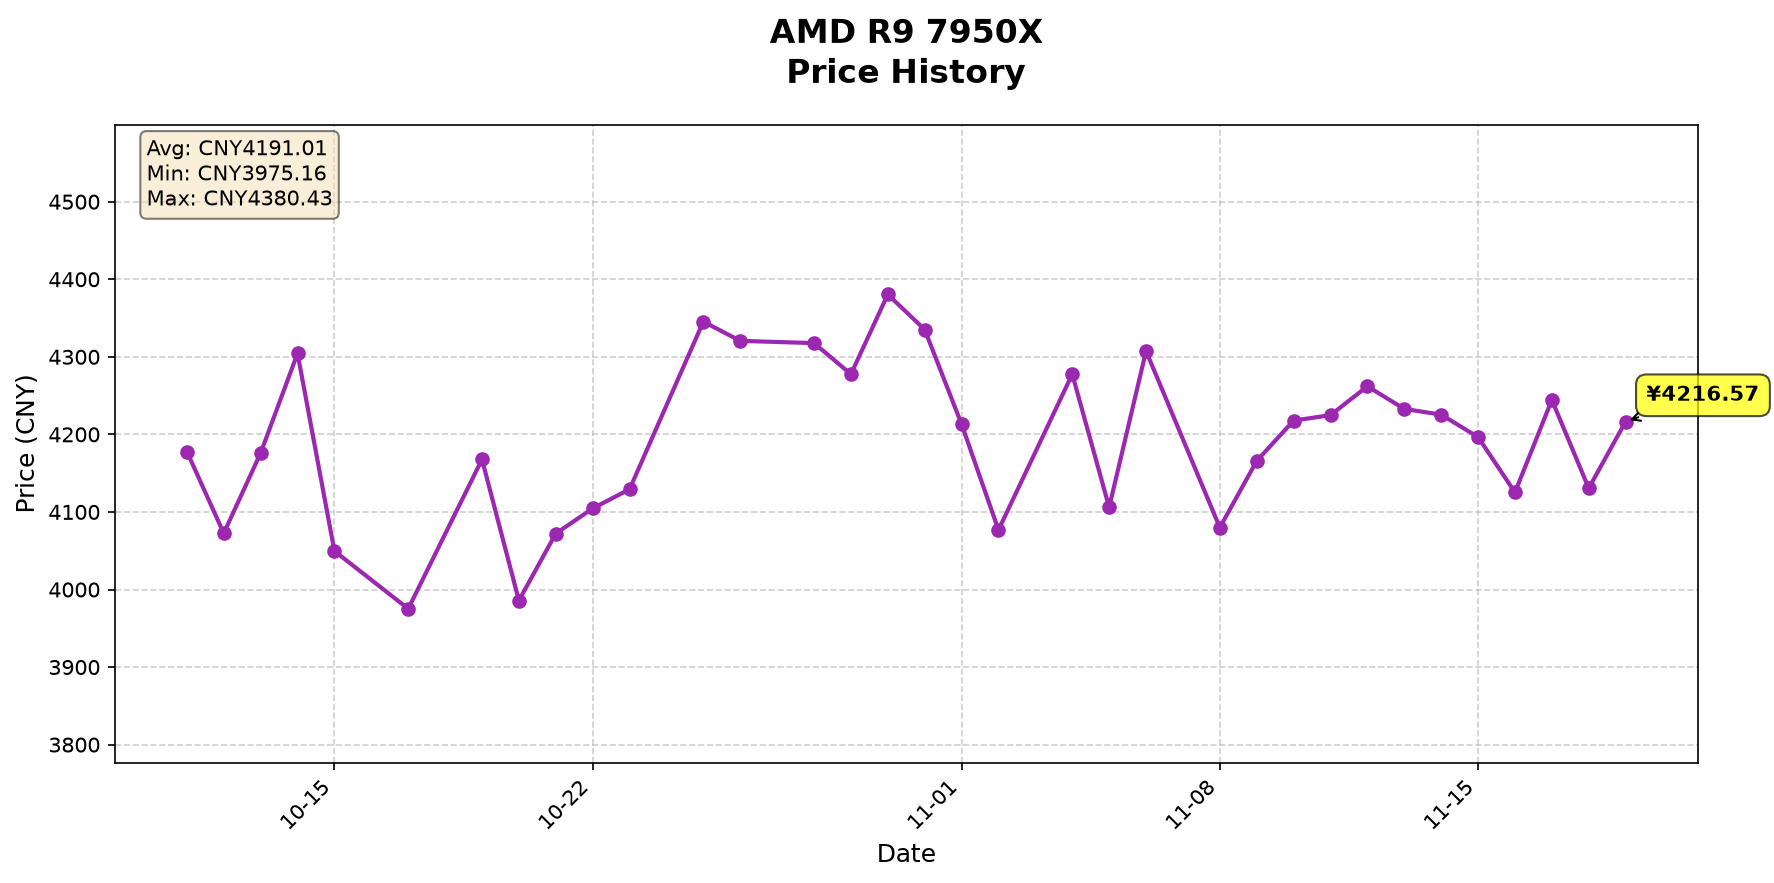 AMD R9 7950X
Price History
Avg: CNY4191.01
Min: CNY3975.16
Max: CNY4380.43
4500
4400
4300
4200
4100
4000
3900
3800
Price (CNY)
¥4216.57
10-15
10-22
11-01
11-08
11-15
Date